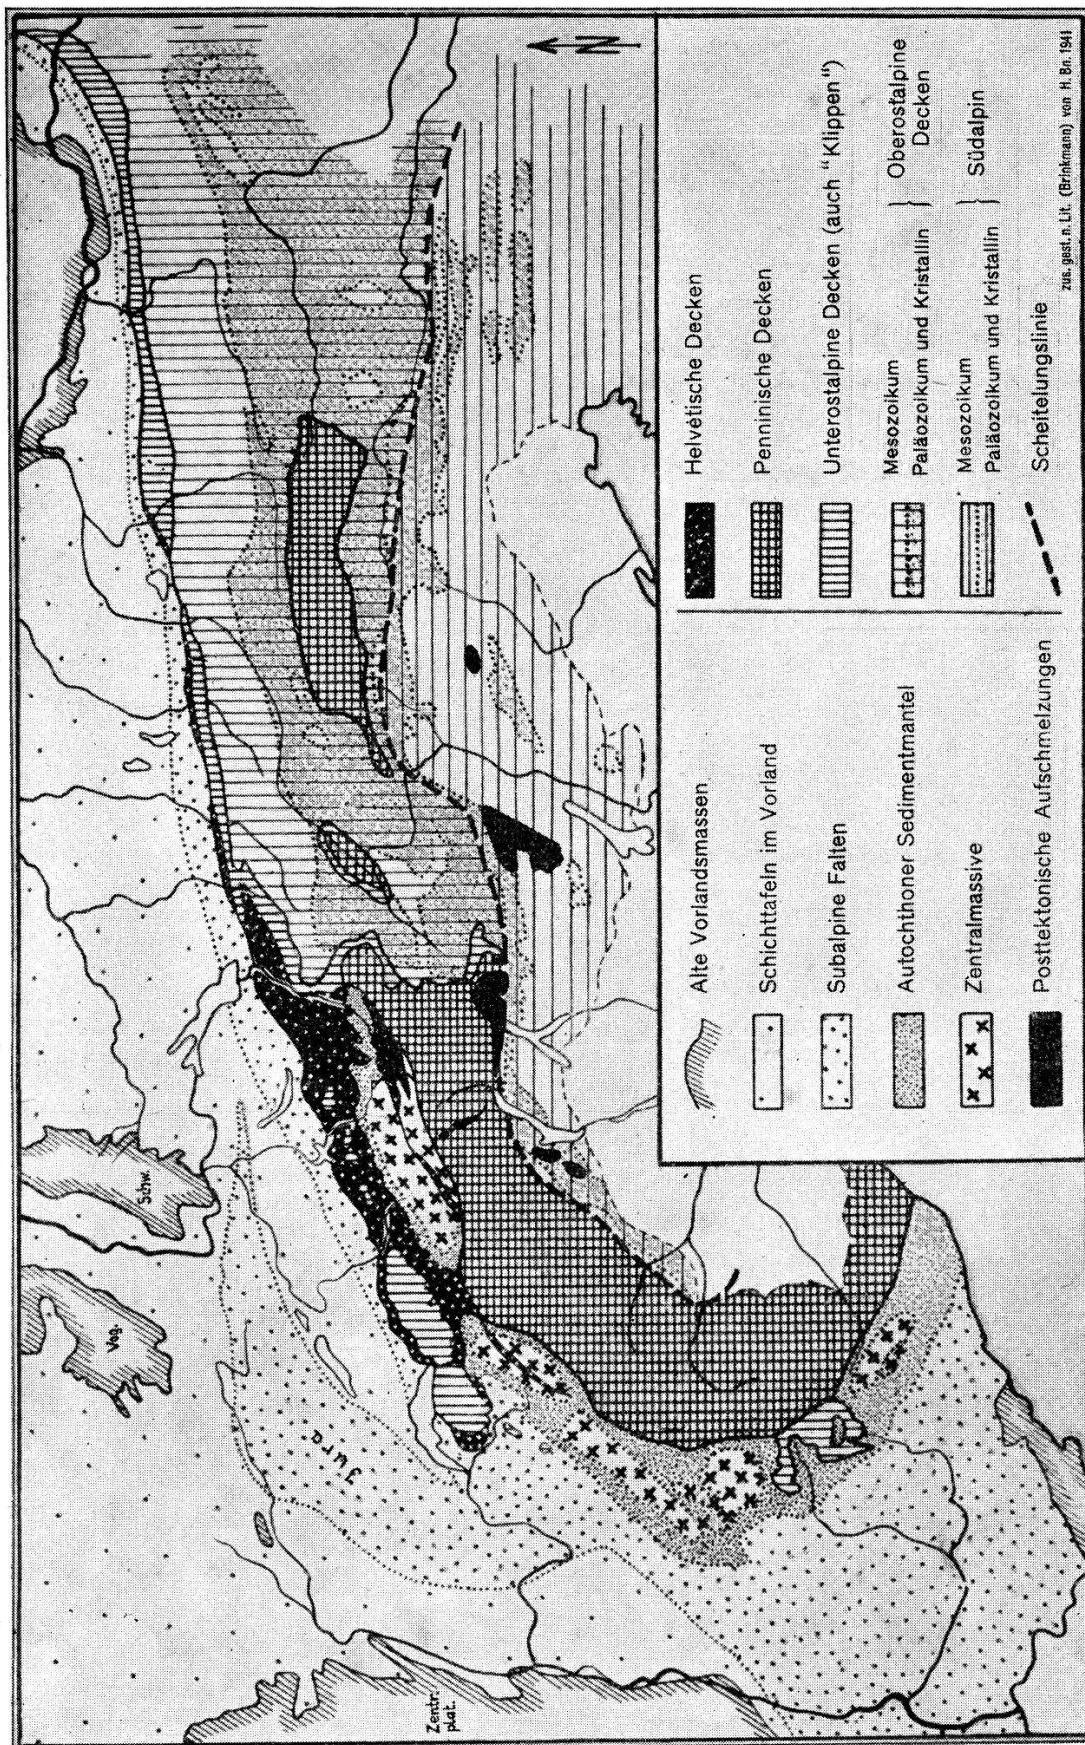 Zentr.
plat.
Jura
Vog.
Schw.
N
Alte Vorlandsmassen
Schichttafeln im Vorland
Subalpine Falten
Autochthoner Sedimentmantel
Zentralmassive
Posttektonische Aufschmelzungen
Helvetische Decken
Penninische Decken
Unterostalpine Decken (auch "Klippen")
Mesozoikum
Paläozoikum und Kristallin
} Oberostalpine
Decken
Mesozoikum
Paläozoikum und Kristallin
} Südalpin
Scheitelungslinie
zus. gest. n. Lit. (Brinkmann) von H. Bn. 1941